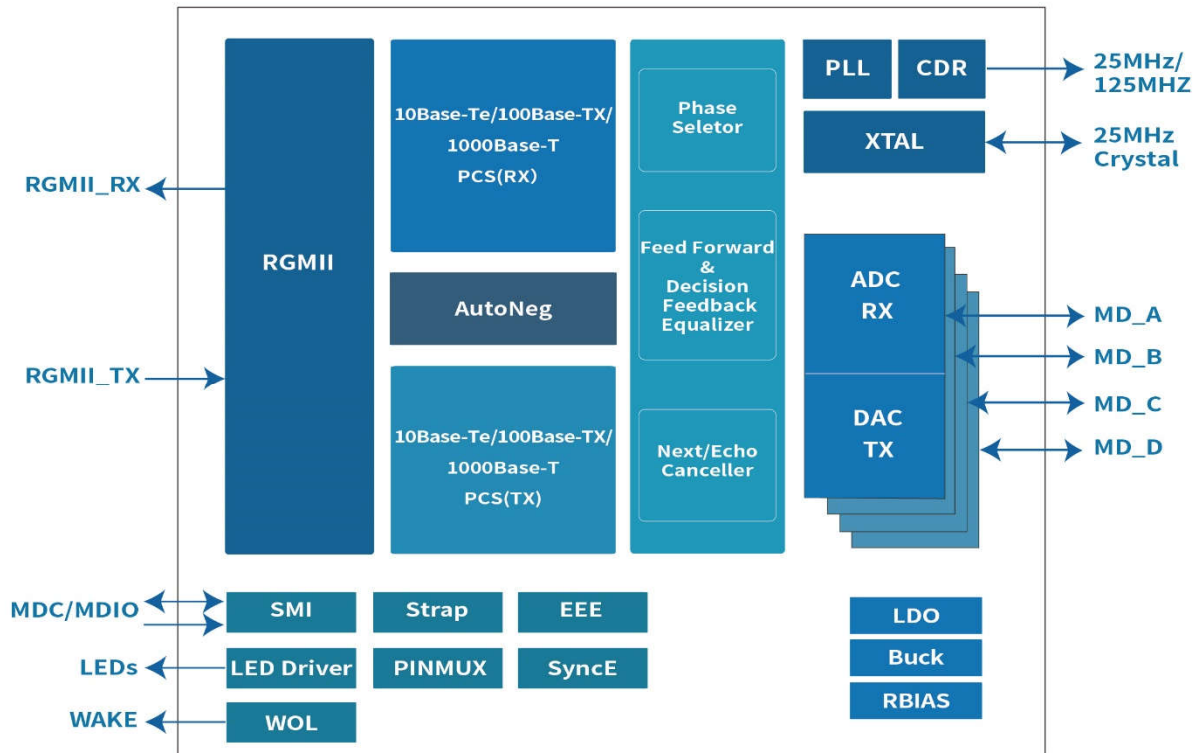 RGMII_RX
RGMII_TX
RGMII
10Base-Te/100Base-TX/
1000Base-T
PCS(RX)
AutoNeg
10Base-Te/100Base-TX/
1000Base-T
PCS(TX)
Phase
Seletor
Feed Forward
&
Decision
Feedback
Equalizer
Next/Echo
Canceller
PLL
CDR
25MHz/
125MHZ
XTAL
25MHz
Crystal
ADC
RX
DAC
TX
MD_A
MD_B
MD_C
MD_D
MDC/MDIO
SMI
Strap
EEE
LEDs
LED Driver
PINMUX
SyncE
WAKE
WOL
LDO
Buck
RBIAS